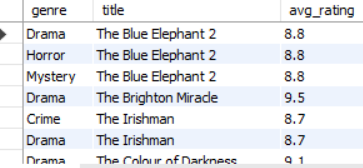 genre title avg_rating
Drama The Blue Elephant 2 8.8
Horror The Blue Elephant 2 8.8
Mystery The Blue Elephant 2 8.8
Drama The Brighton Miracle 9.5
Crime The Irishman 8.7
Drama The Irishman 8.7
Drama The Colour of Darkness 9.1